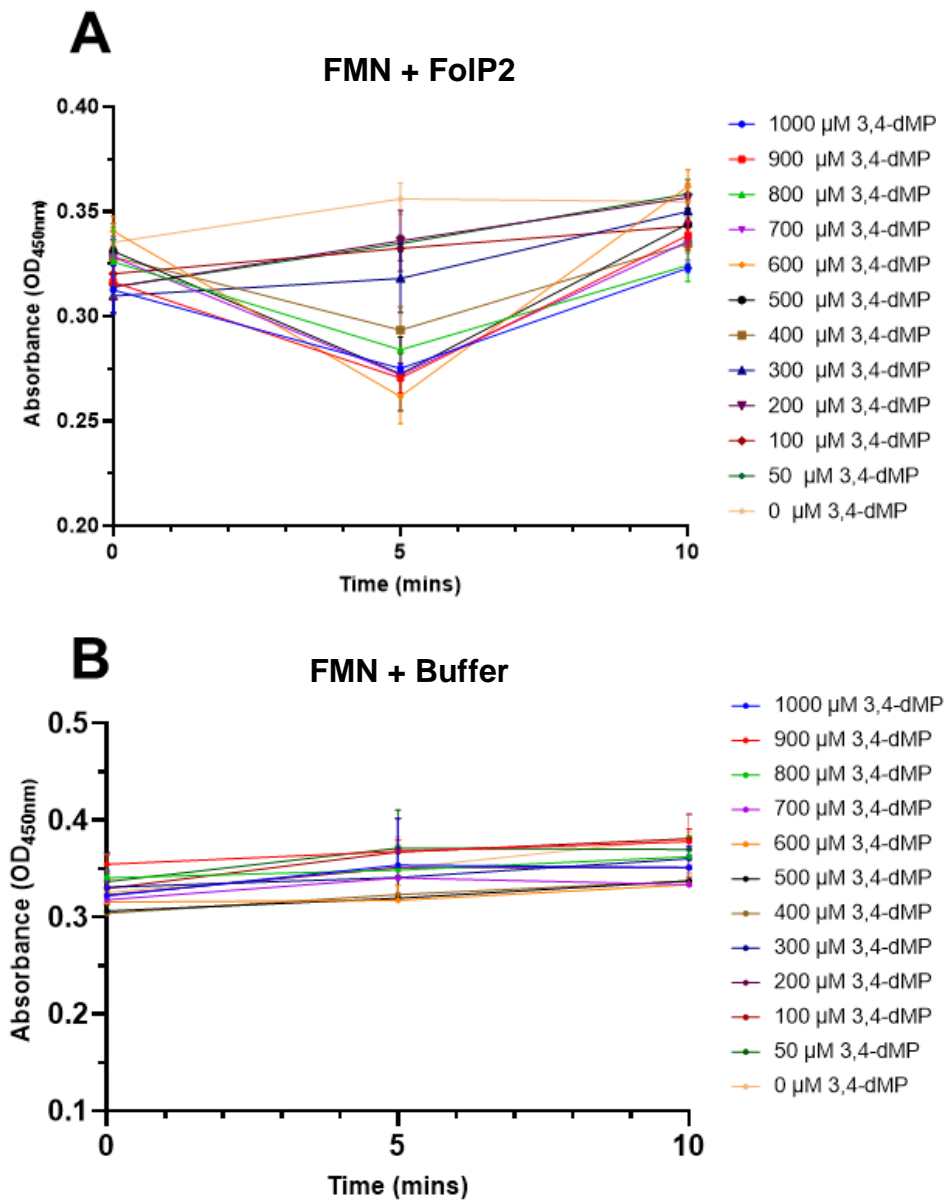 A
FMN + FolP2
Absorbance (OD450nm)
0.40
0.35
0.30
0.25
0.20
0
5
10
Time (mins)
1000 µM 3,4-dMP
900 µM 3,4-dMP
800 µM 3,4-dMP
700 µM 3,4-dMP
600 µM 3,4-dMP
500 µM 3,4-dMP
400 µM 3,4-dMP
300 µM 3,4-dMP
200 µM 3,4-dMP
100 µM 3,4-dMP
50 µM 3,4-dMP
0 µM 3,4-dMP
B
FMN + Buffer
Absorbance (OD450nm)
0.5
0.4
0.3
0.2
0.1
0
5
10
Time (mins)
1000 µM 3,4-dMP
900 µM 3,4-dMP
800 µM 3,4-dMP
700 µM 3,4-dMP
600 µM 3,4-dMP
500 µM 3,4-dMP
400 µM 3,4-dMP
300 µM 3,4-dMP
200 µM 3,4-dMP
100 µM 3,4-dMP
50 µM 3,4-dMP
0 µM 3,4-dMP